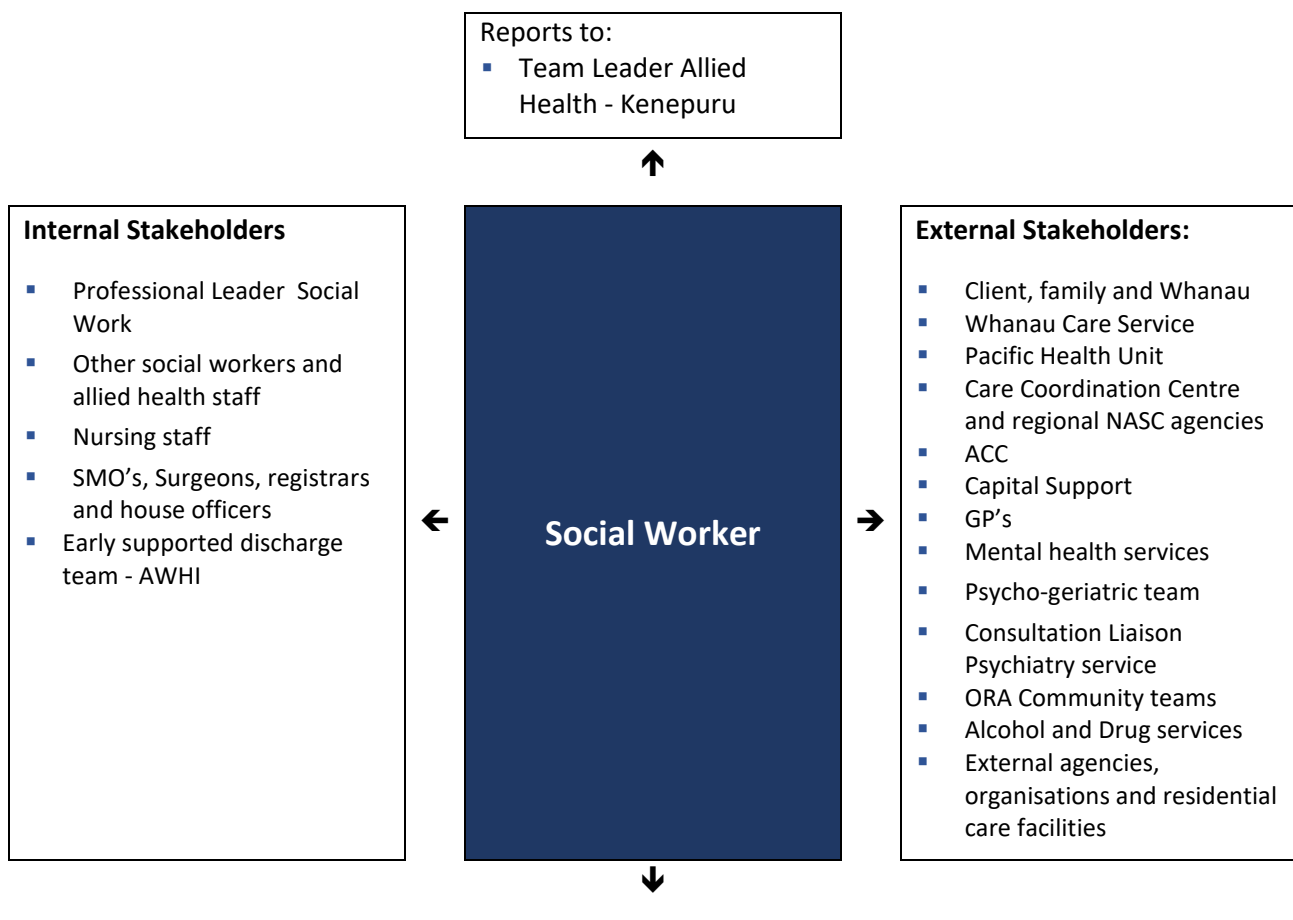 Reports to:
▪ Team Leader Allied
Health - Kenepuru
Internal Stakeholders
▪ Professional Leader  Social
Work
▪ Other social workers and
allied health staff
▪ Nursing staff
▪ SMO's, Surgeons, registrars
and house officers
▪ Early supported discharge
team - AWHI
Social Worker
External Stakeholders:
▪ Client, family and Whanau
▪ Whanau Care Service
▪ Pacific Health Unit
▪ Care Coordination Centre
and regional NASC agencies
▪ ACC
▪ Capital Support
▪ GP's
▪ Mental health services
▪ Psycho-geriatric team
▪ Consultation Liaison
Psychiatry service
▪ ORA Community teams
▪ Alcohol and Drug services
▪ External agencies,
organisations and residential
care facilities